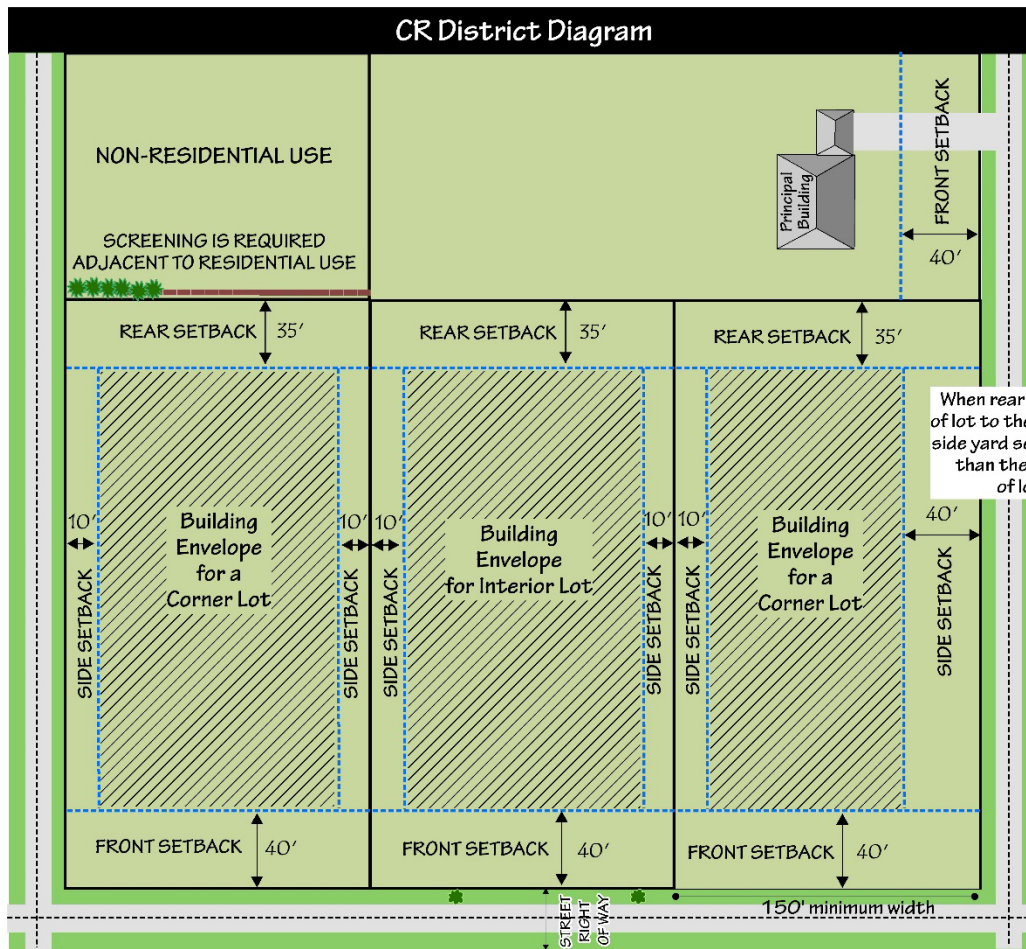 CR District Diagram
NON-RESIDENTIAL USE
SCREENING IS REQUIRED
ADJACENT TO RESIDENTIAL USE
Principal
Building
FRONT SETBACK
40'
REAR SETBACK
35'
REAR SETBACK
35'
REAR SETBACK
35'
When rear
of lot to the
side yard se
than the
of lo
10'
SIDE SETBACK
Building
Envelope
for a
Corner Lot
10'
SIDE SETBACK
10'
SIDE SETBACK
Building
Envelope
for Interior Lot
10'
SIDE SETBACK
10'
SIDE SETBACK
Building
Envelope
for a
Corner Lot
40'
SIDE SETBACK
FRONT SETBACK
40'
FRONT SETBACK
40'
FRONT SETBACK
40'
STREET
RIGHT
OF WAY
150' minimum width